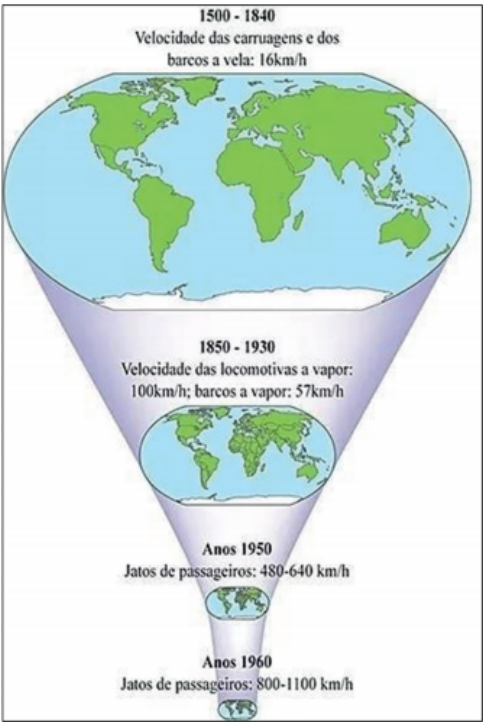 1500 - 1840
Velocidade das carruagens e dos
barcos a vela: 16km/h
1850 - 1930
Velocidade das locomotivas a vapor:
100km/h; barcos a vapor: 57km/h
Anos 1950
Jatos de passageiros: 480-640 km/h
Anos 1960
Jatos de passageiros: 800-1100 km/h